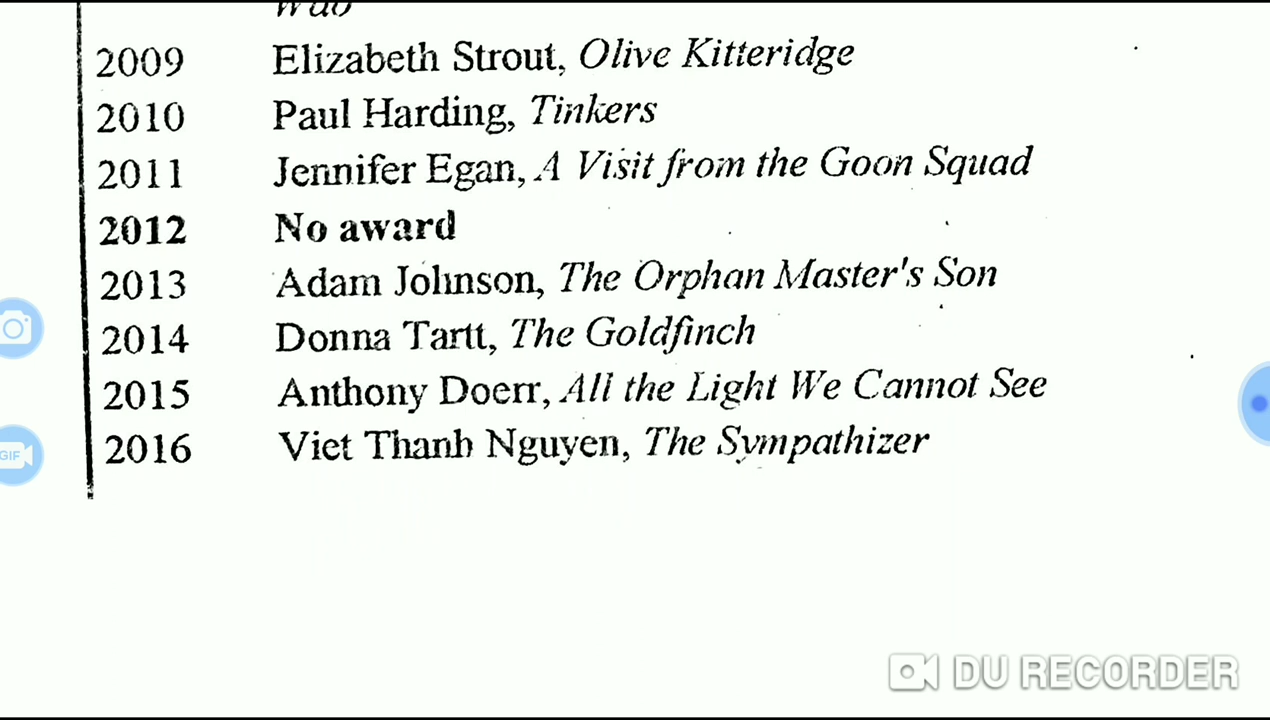 Wao
2009 Elizabeth Strout, Olive Kitteridge
2010 Paul Harding, Tinkers
2011 Jennifer Egan, A Visit from the Goon Squad
2012 No award
2013 Adam Johnson, The Orphan Master's Son
2014 Donna Tartt, The Goldfinch
2015 Anthony Doerr, All the Light We Cannot See
2016 Viet Thanh Nguyen, The Sympathizer
GIF
DU RECORDER